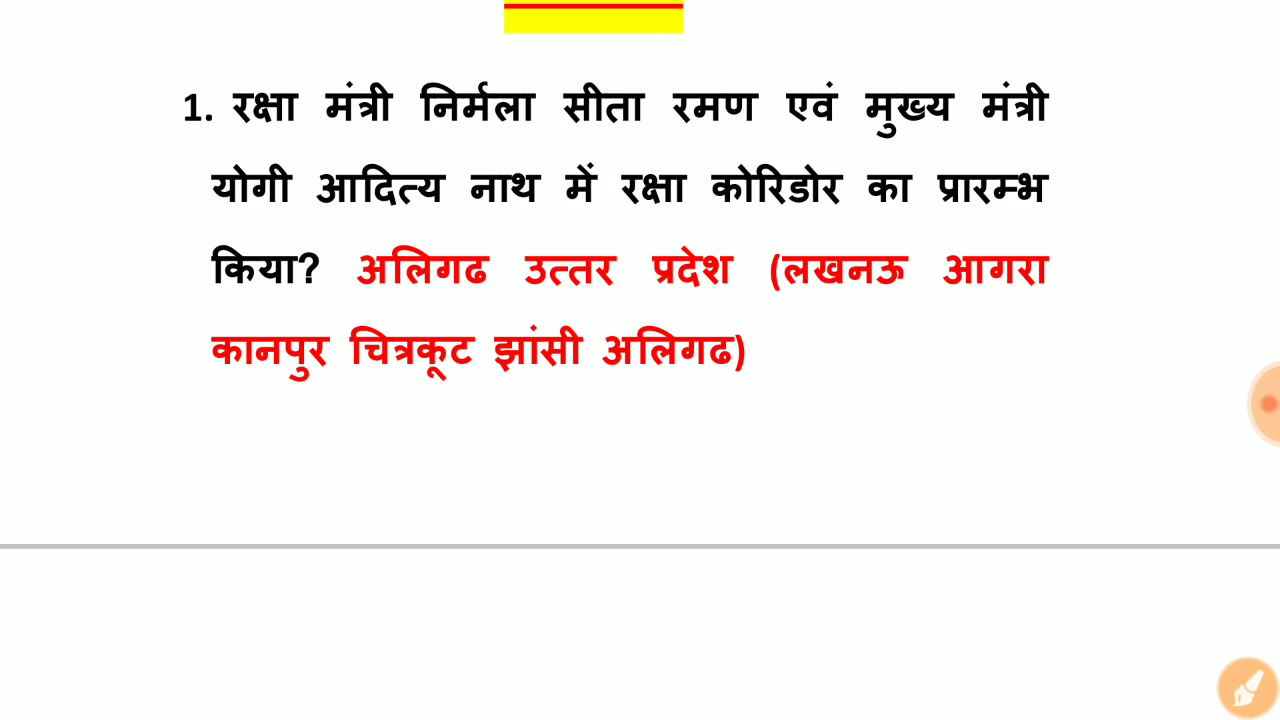 1. रक्षा मंत्री निर्मला सीता रमण एवं मुख्य मंत्री
योगी आदित्य नाथ में रक्षा कोरिडोर का प्रारम्भ
किया? अलिगढ उत्तर प्रदेश (लखनऊ आगरा
कानपुर चित्रकूट झांसी अलिगढ)